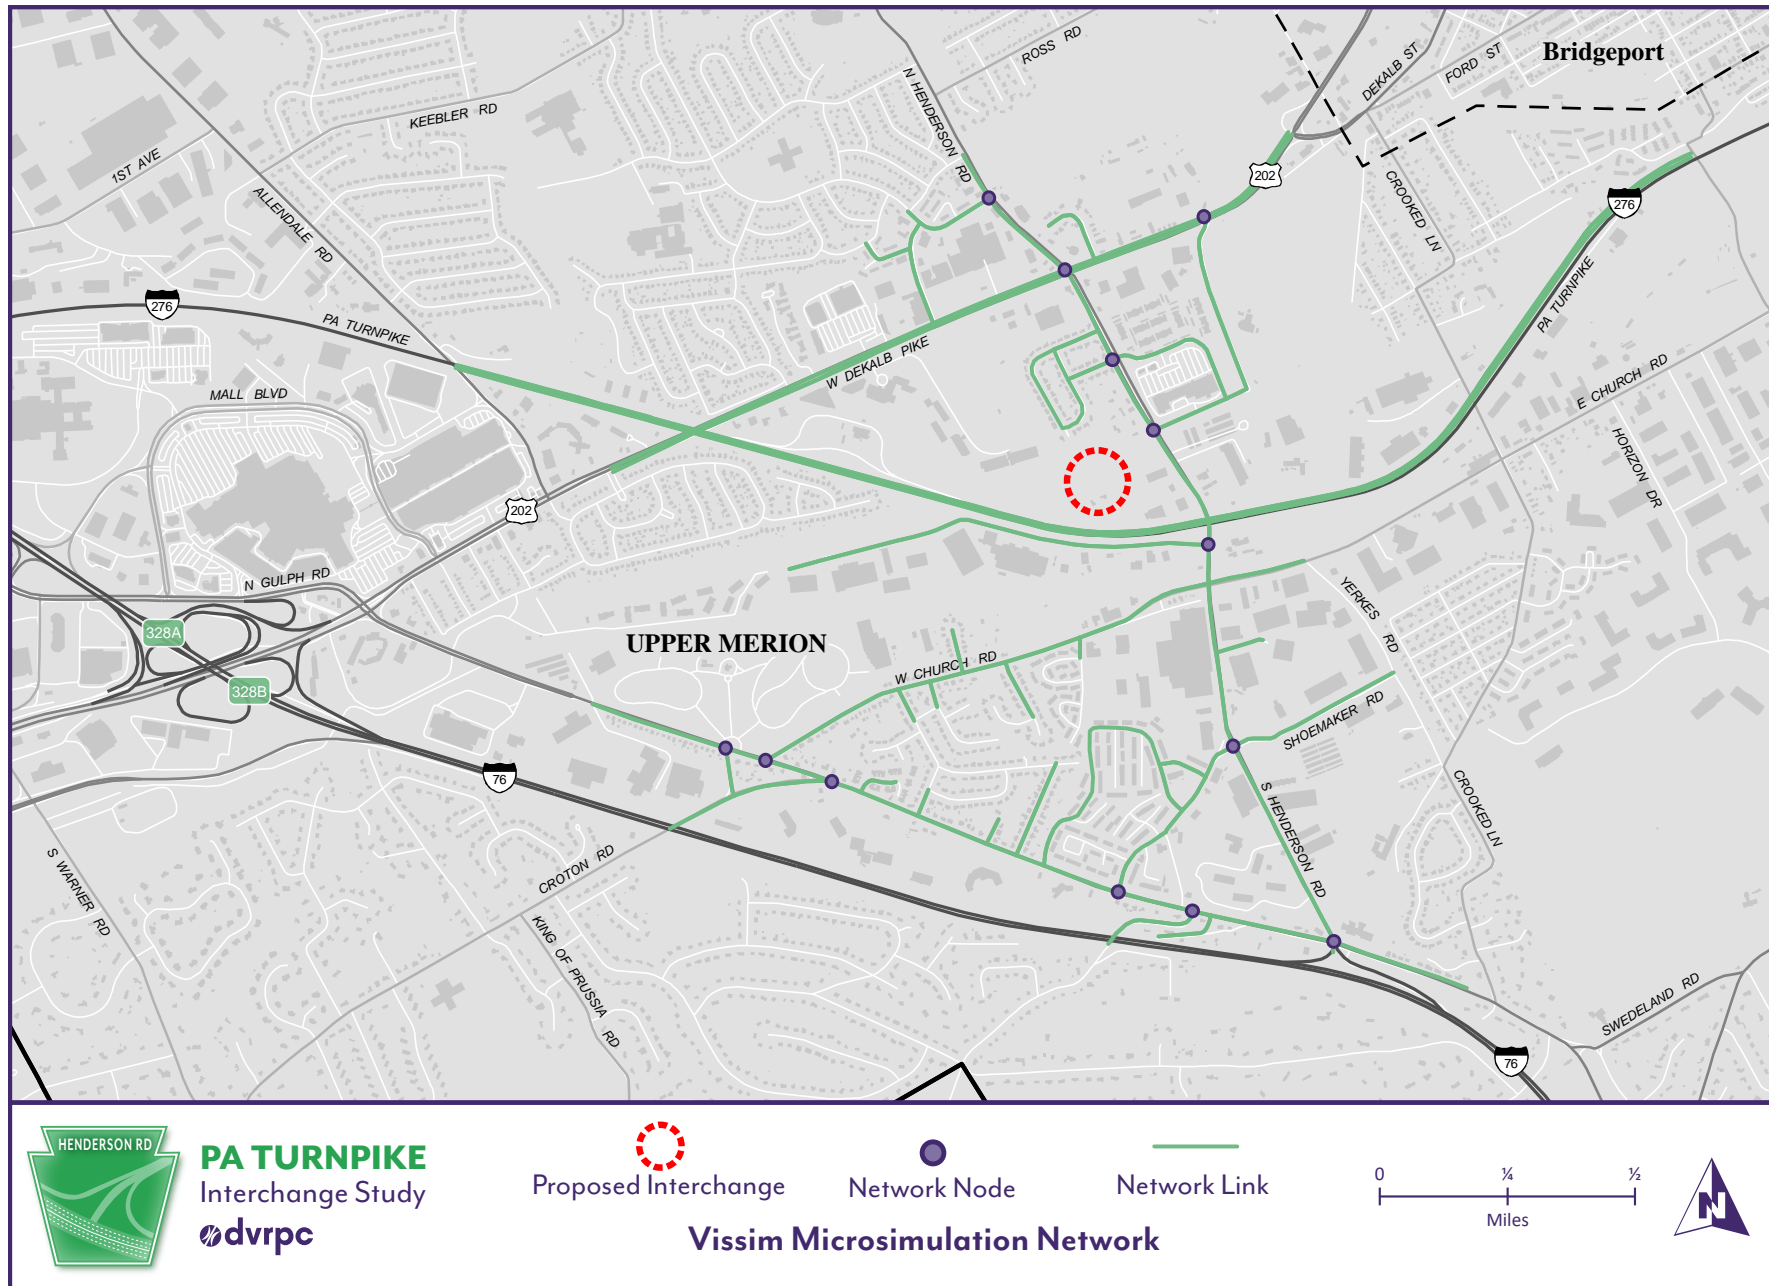 Bridgeport
ROSS RD
DEKALB ST
FORD ST
N HENDERSON RD
KEEBLER RD
1ST AVE
ALLENDALE RD
202
CROOKED LN
276
276
PA TURNPIKE
PA TURNPIKE
W DEKALB PIKE
MALL BLVD
E CHURCH RD
HORIZON DR
202
N GULPH RD
YERKES RD
328A
UPPER MERION
W CHURCH RD
328B
SHOEMAKER RD
76
S HENDERSON RD
CROOKED LN
S WARNER RD
CROTON RD
KING OF PRUSSIA RD
SWEDELAND RD
76
HENDERSON RD
PA TURNPIKE
Interchange Study
dvrpc
Proposed Interchange
Network Node
Network Link
Vissim Microsimulation Network
0 ¼ ½
Miles
N